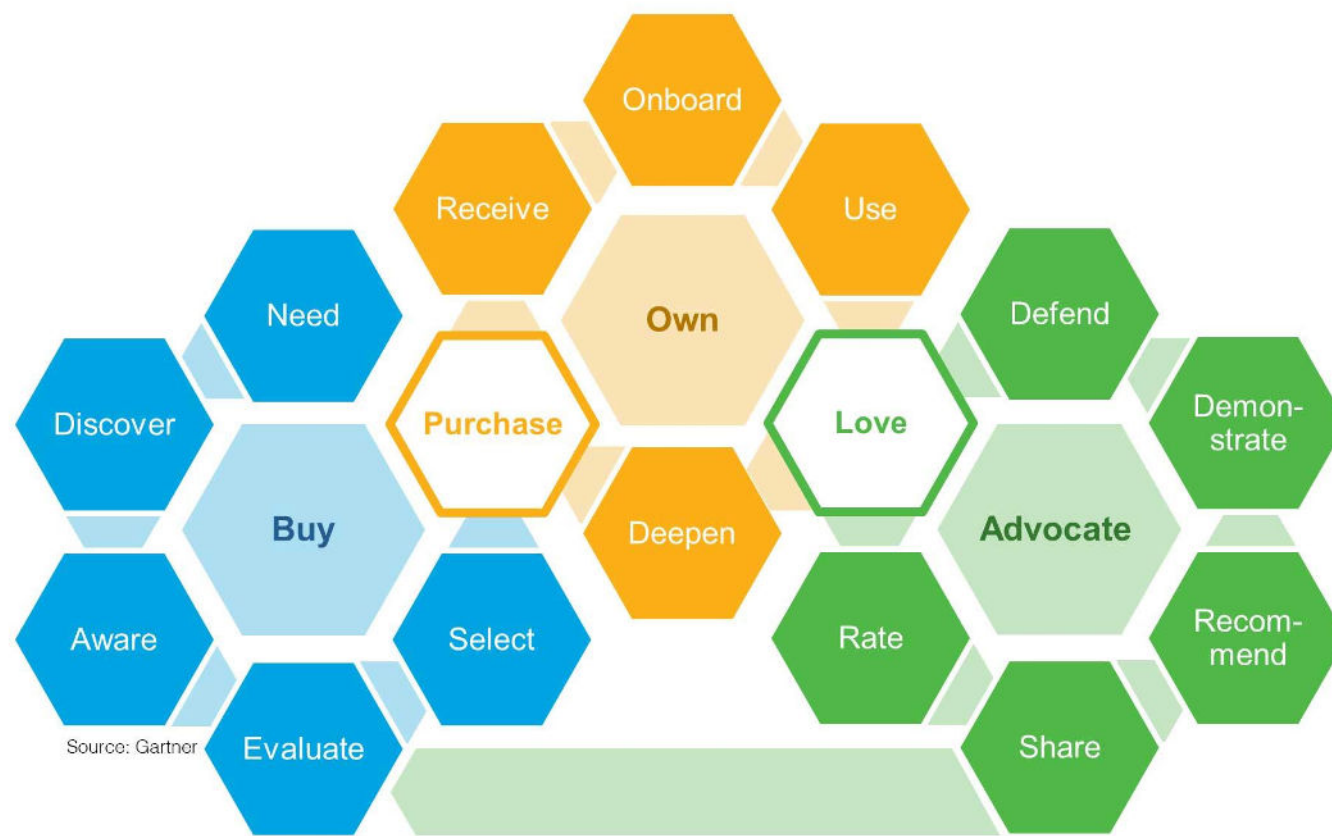 Onboard
Receive
Use
Need
Own
Defend
Discover
Purchase
Love
Demon-
strate
Buy
Deepen
Advocate
Aware
Select
Rate
Recom-
mend
Source: Gartner
Evaluate
Share